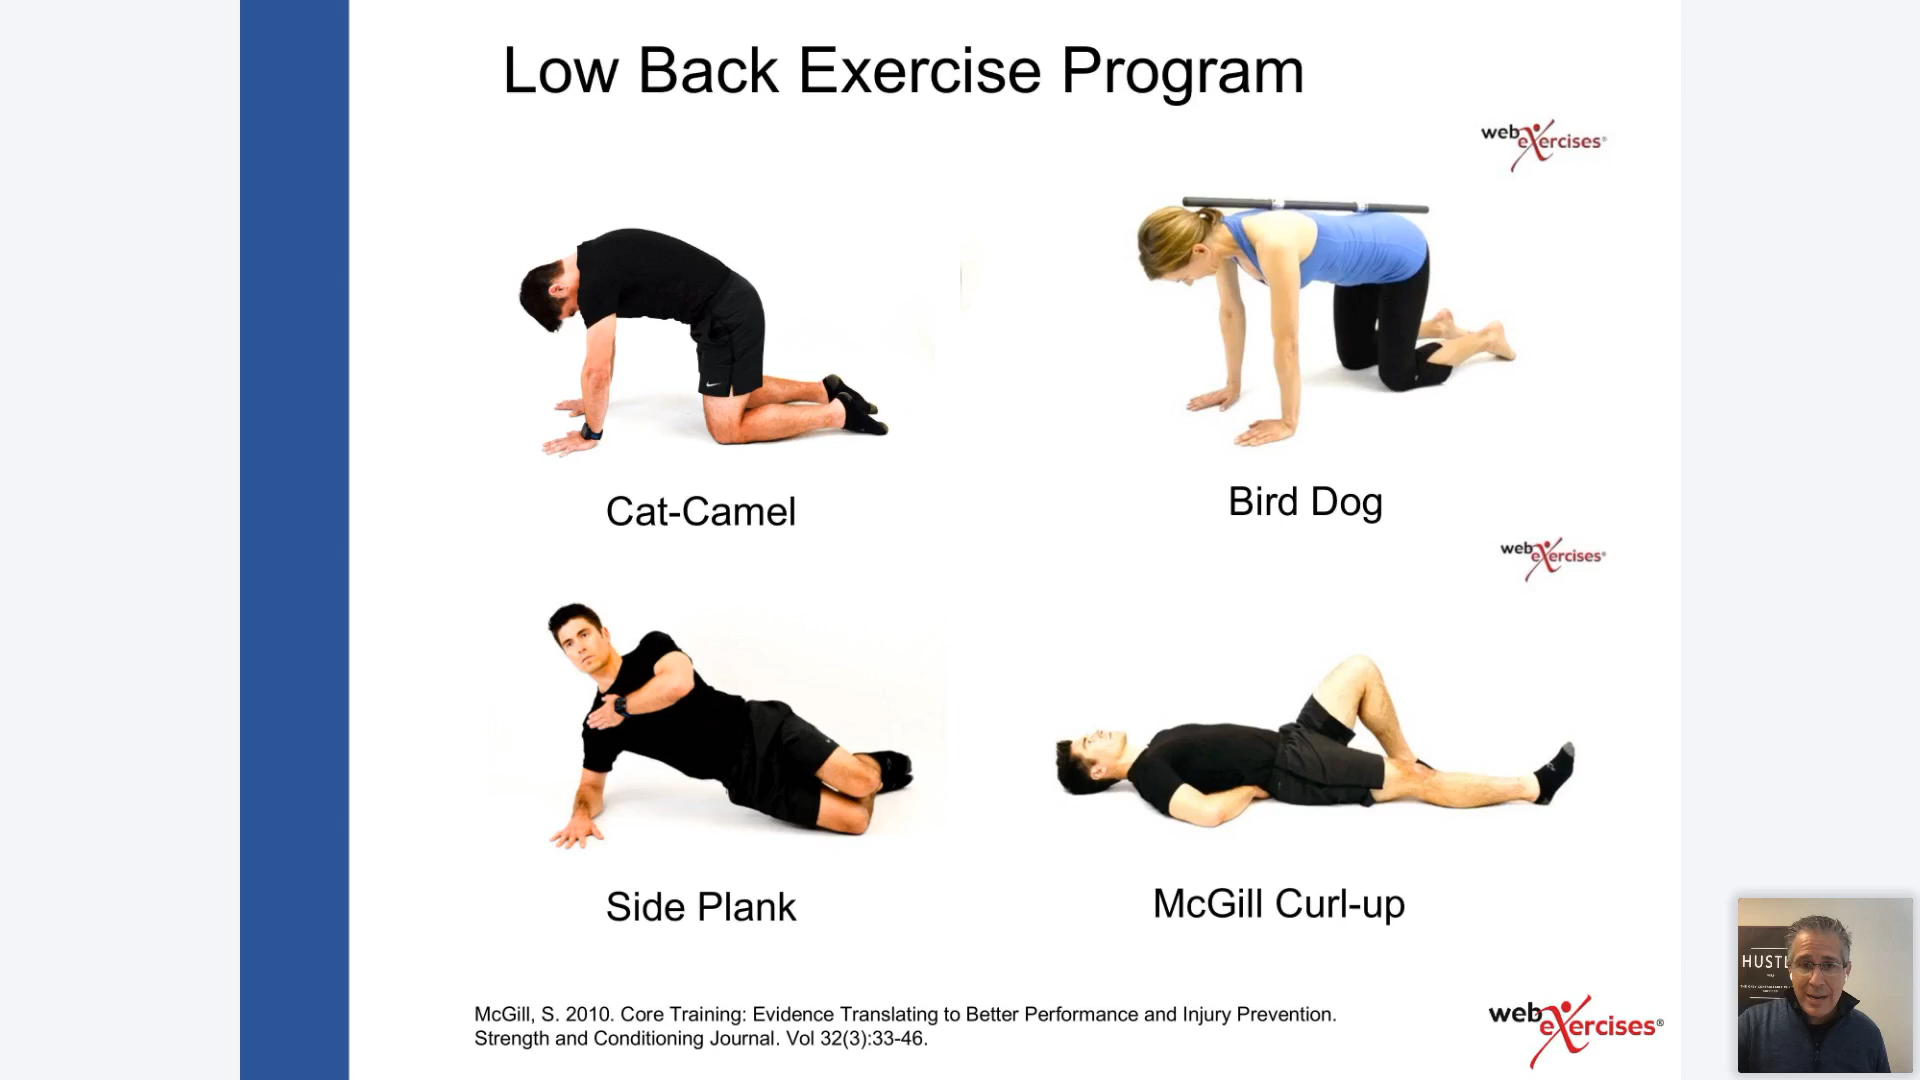 Low Back Exercise Program
webexercises®
Cat-Camel
Bird Dog
webexercises®
Side Plank
McGill Curl-up
McGill, S. 2010. Core Training: Evidence Translating to Better Performance and Injury Prevention.
Strength and Conditioning Journal. Vol 32(3):33-46.
webexercises®
HUSTL